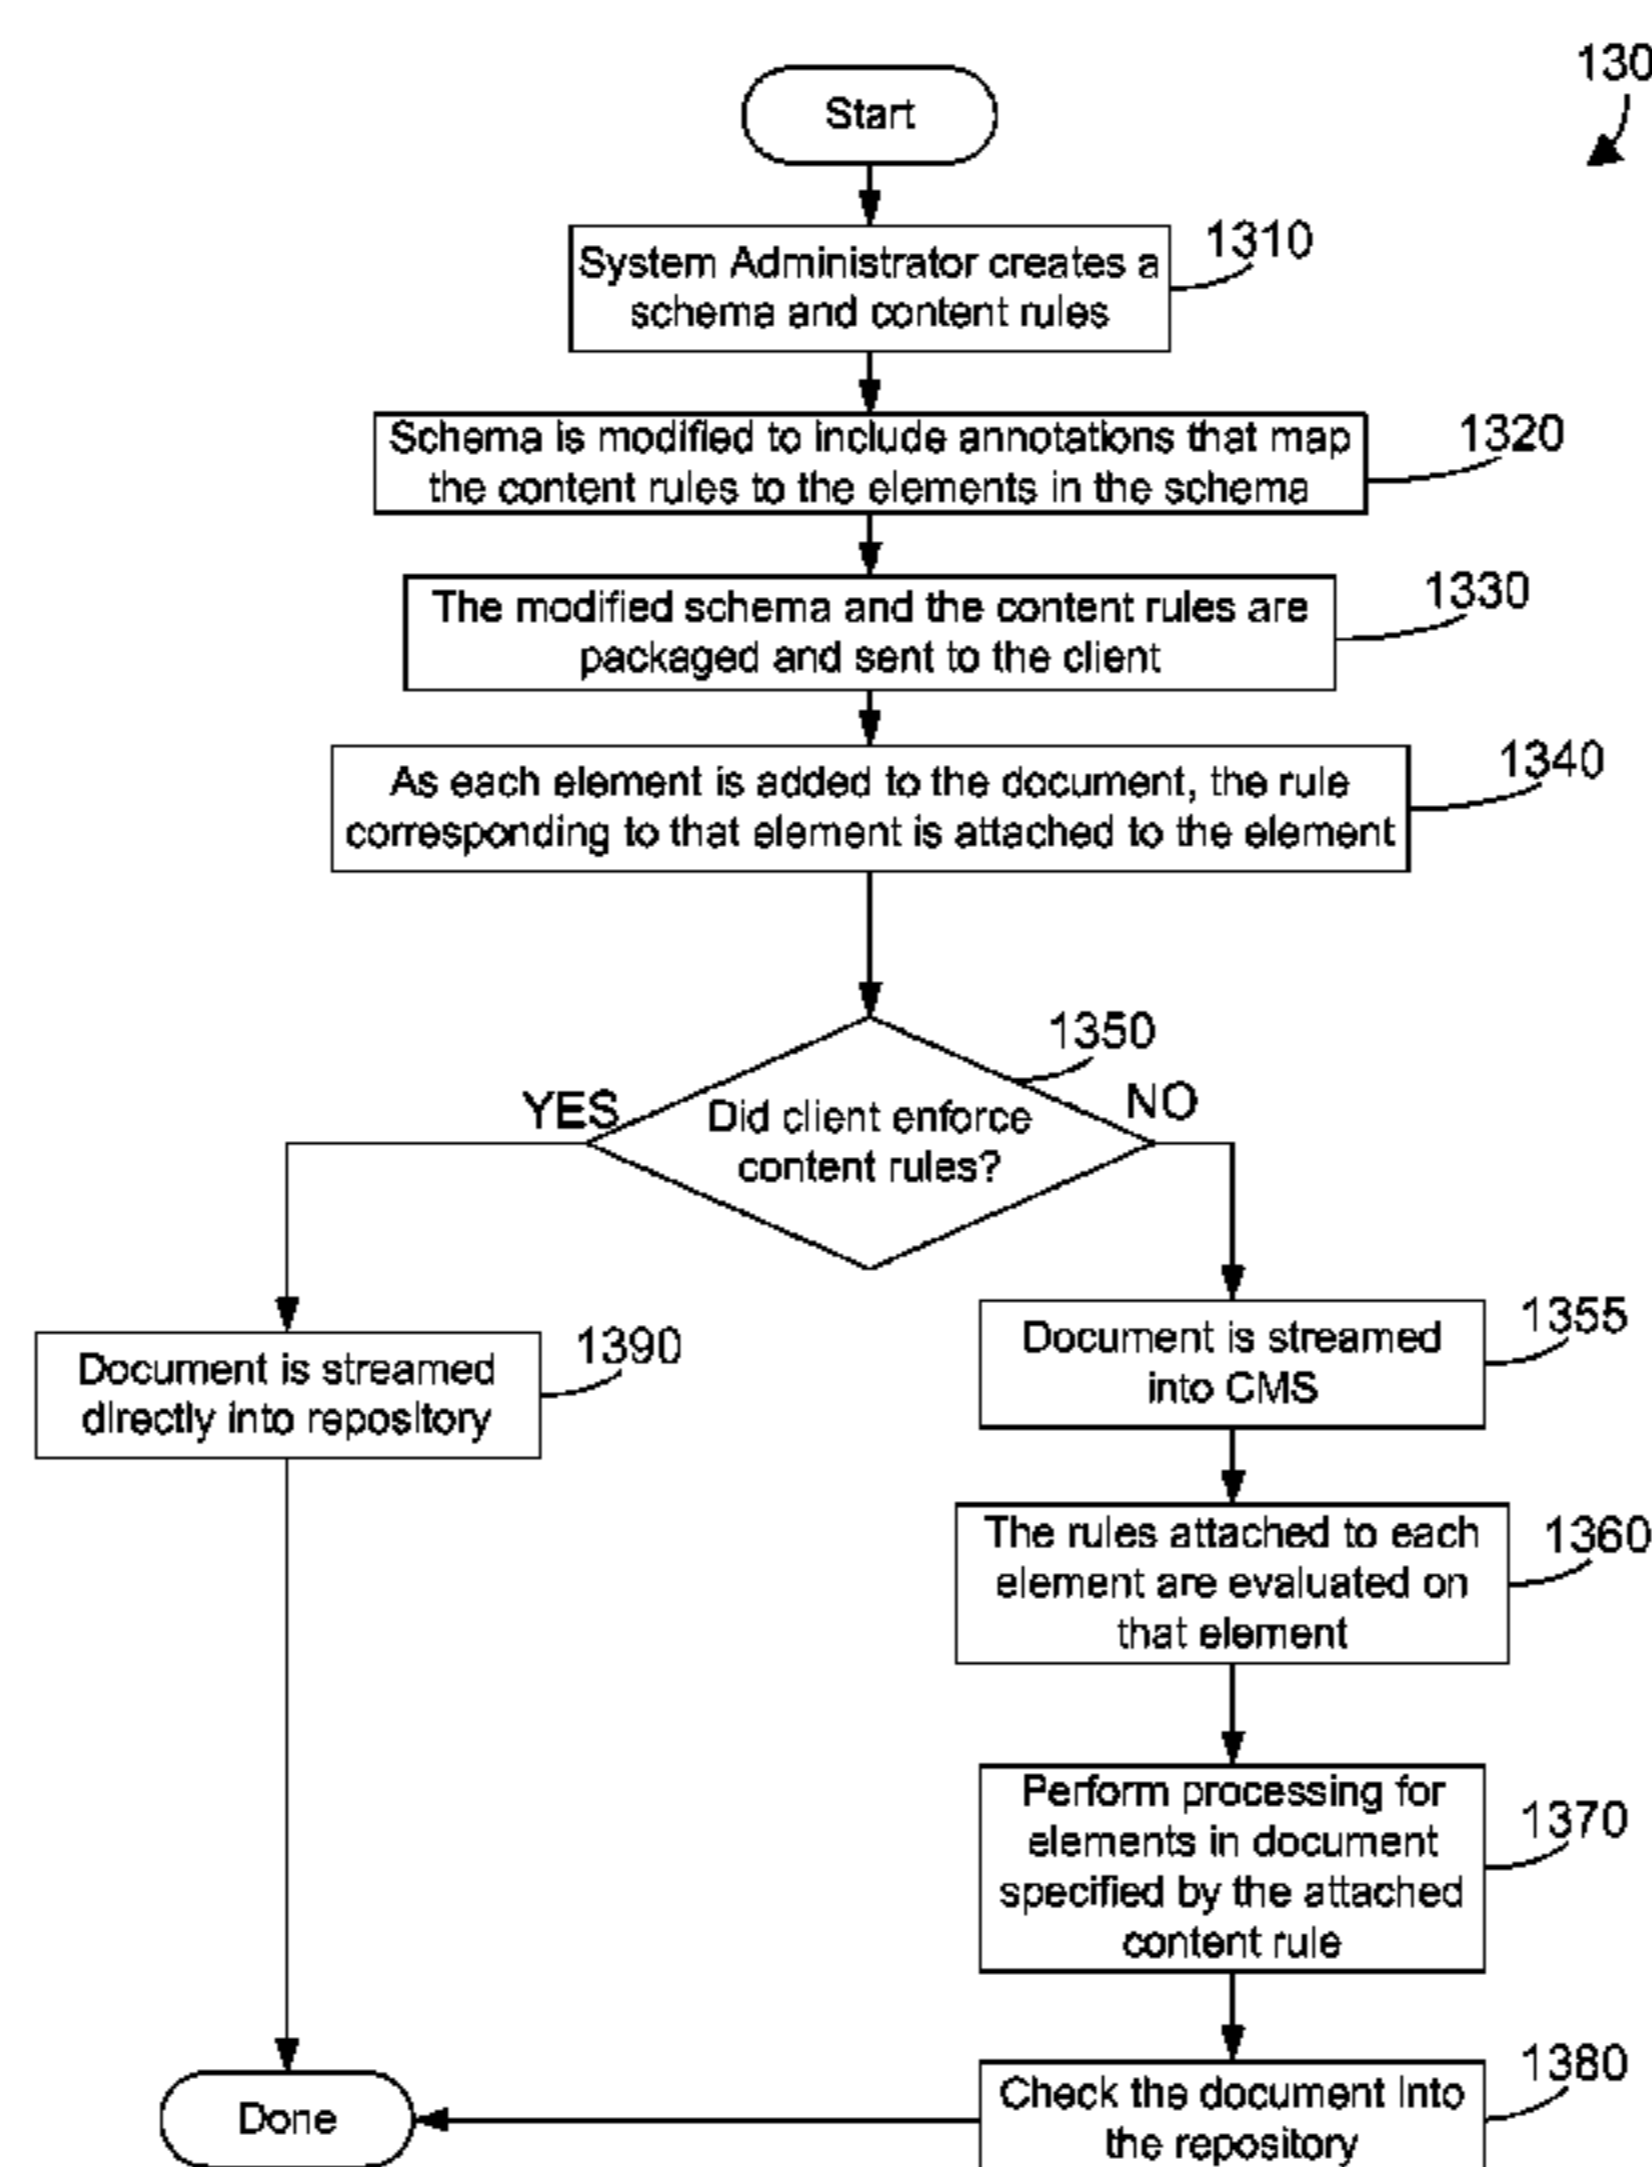 130
Start
1310
System Administrator creates a
schema and content rules
1320
Schema is modified to include annotations that map
the content rules to the elements in the schema
1330
The modified schema and the content rules are
packaged and sent to the client
1340
As each element is added to the document, the rule
corresponding to that element is attached to the element
1350
YES
NO
Did client enforce
content rules?
1390
Document is streamed
directly into repository
1355
Document is streamed
into CMS
1360
The rules attached to each
element are evaluated on
that element
1370
Perform processing for
elements in document
specified by the attached
content rule
1380
Check the document into
the repository
Done